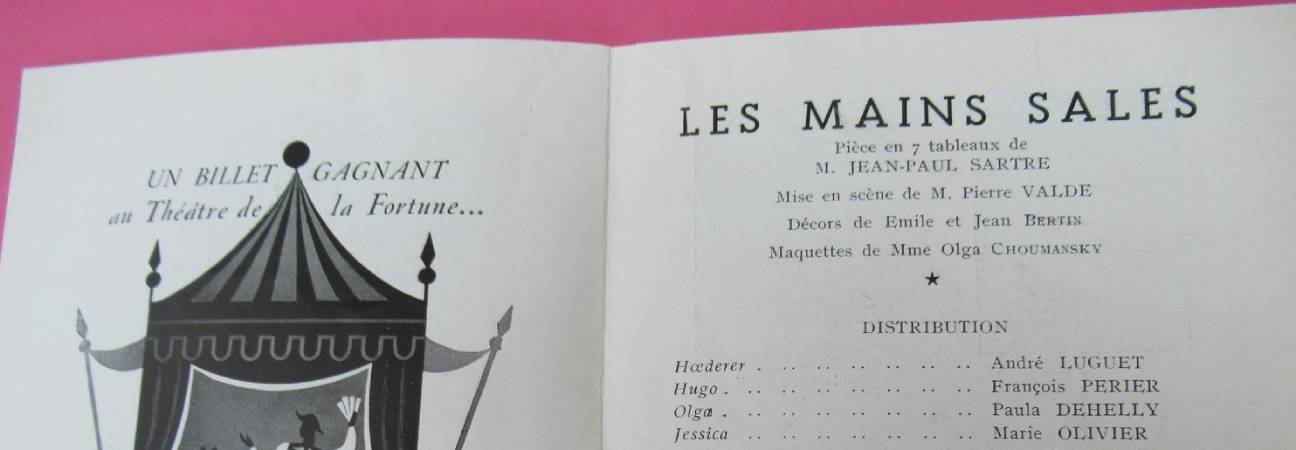 UN BILLET GAGNANT
au Théâtre de la Fortune...
LES MAINS SALES
Pièce en 7 tableaux de
M. JEAN-PAUL SARTRE
Mise en scène de M. Pierre VALDE
Décors de Emile et Jean BERTIN
Maquettes de Mme Olga CHOUMANSKY
★
DISTRIBUTION
Hœderer . .. .. .. .. .. .. André LUGUET
Hugo . .. .. .. .. .. .. .. François PERIER
Olga . .. .. .. .. .. .. .. Paula DEHELLY
Jessica .. .. .. .. .. .. .. Marie OLIVIER